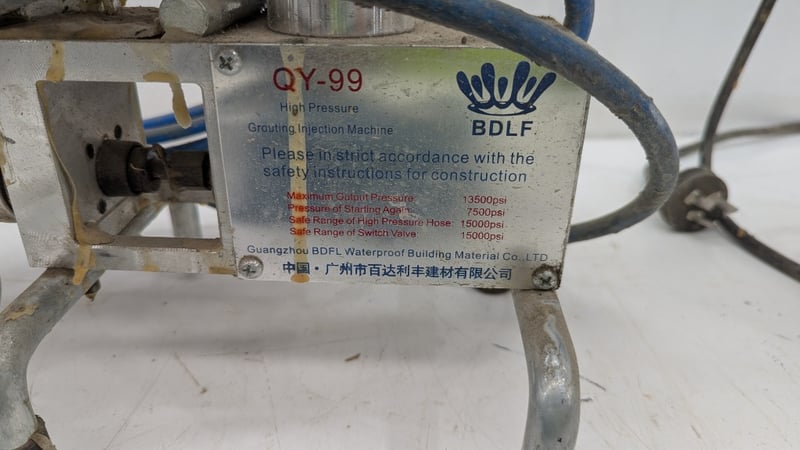 QY-99
High Pressure
Grouting Injection Machine
BDLF
Please in strict accordance with the
safety instructions for construction
Maximum Gutput Pressure: 13500psi
Pressure of Starting Again: 7500psi
Safe Range of High Pressure Hose: 15000psi
Safe Range of Switch Valve: 15000psi
Guangzhou BDFL Waterproof Building Material Co.,LTD
中国·广州市百达利丰建材有限公司